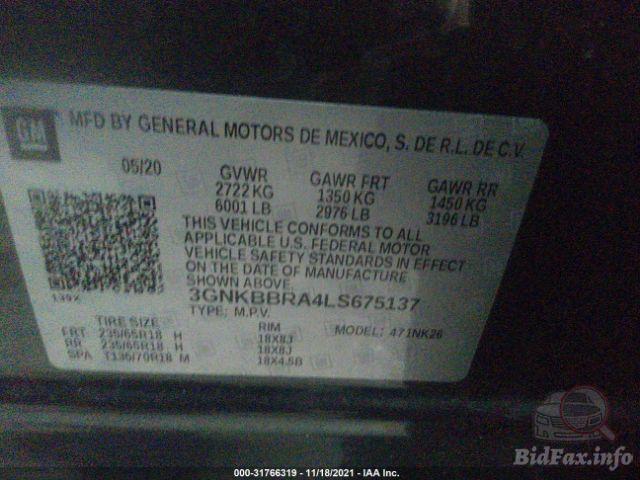 GM
MFD BY GENERAL MOTORS DE MEXICO, S. DE R.L. DE C.V.
05/20 GVWR GAWR FRT GAWR RR
2722 KG 1350 KG 1450 KG
6001 LB 2976 LB 3196 LB
THIS VEHICLE CONFORMS TO ALL
APPLICABLE U.S. FEDERAL MOTOR
VEHICLE SAFETY STANDARDS IN EFFECT
ON THE DATE OF MANUFACTURE
SHOWN ABOVE.
139X
3GNKBBRA4LS675137
TYPE: M.P.V. MODEL: 471NK26
TIRE SIZE RIM
FRT 235/65R18 H 18X8J
RR 235/65R18 H 18X8J
SPA T135/70R18 M 18X4.5B
BidFax.info
000-31766319 - 11/18/2021 - IAA Inc.